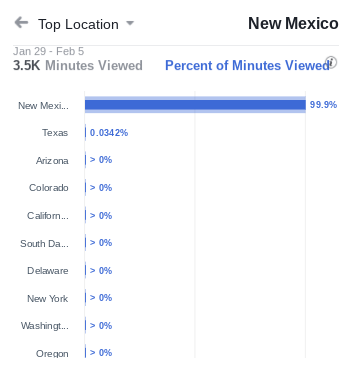 Top Location New Mexico
Jan 29 - Feb 5
3.5K Minutes Viewed Percent of Minutes Viewed
New Mexi... 99.9%
Texas 0.0342%
Arizona > 0%
Colorado > 0%
Californ... > 0%
South Da... > 0%
Delaware > 0%
New York > 0%
Washingt... > 0%
Oregon > 0%